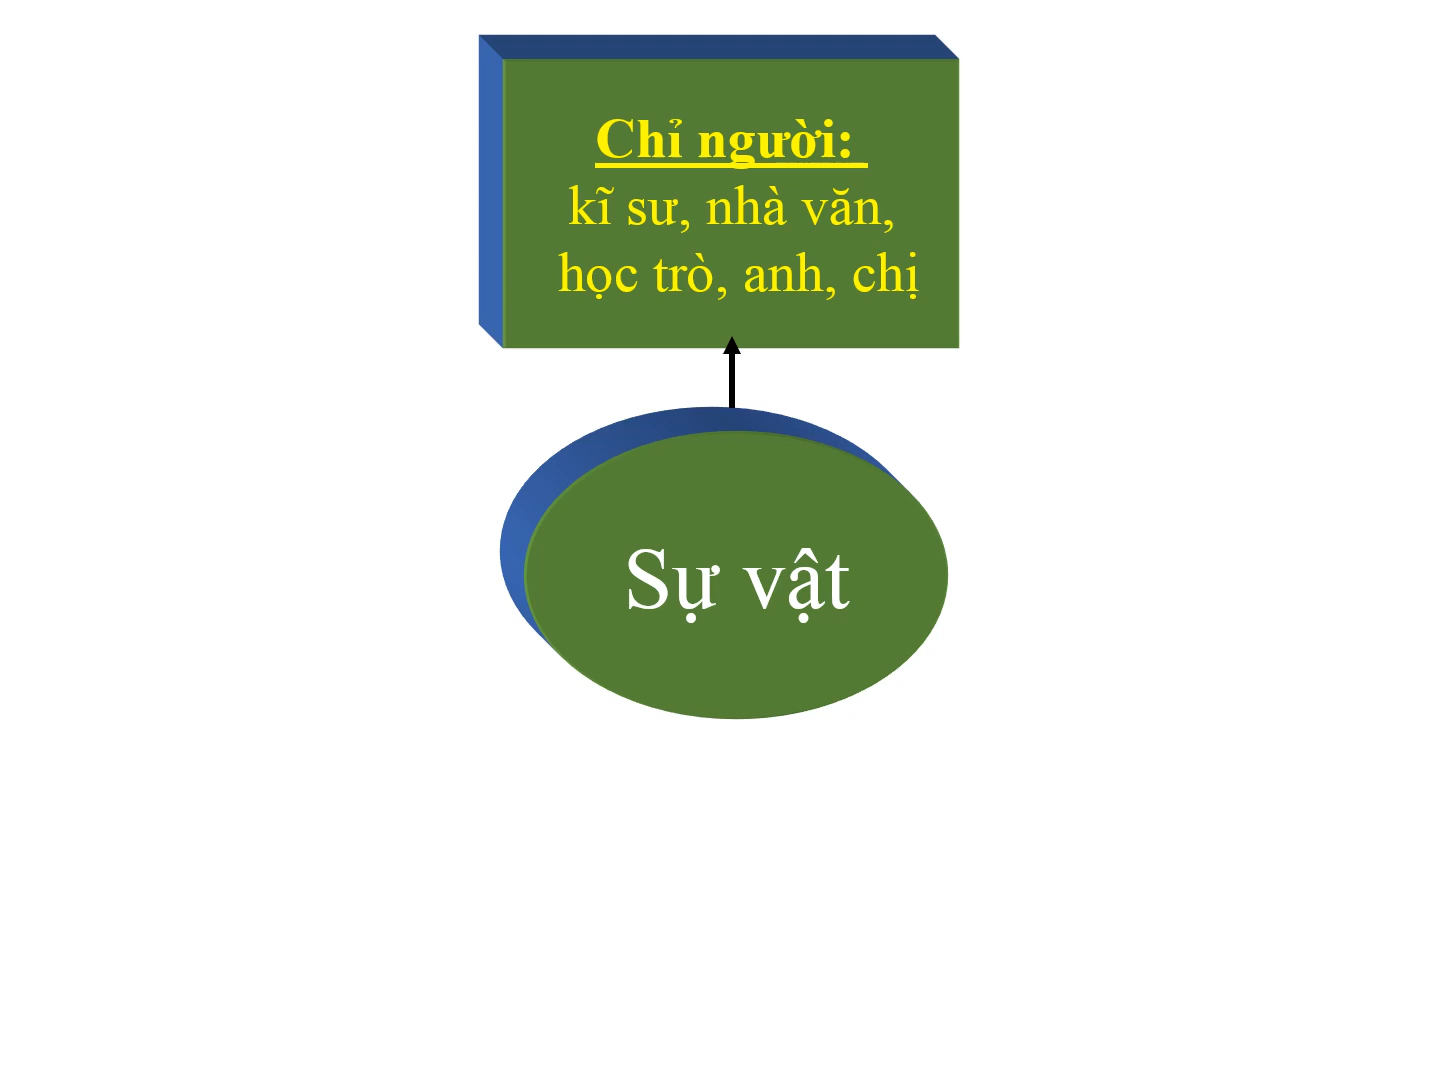 Chỉ người:
kĩ sư, nhà văn,
học trò, anh, chị
Sự vật